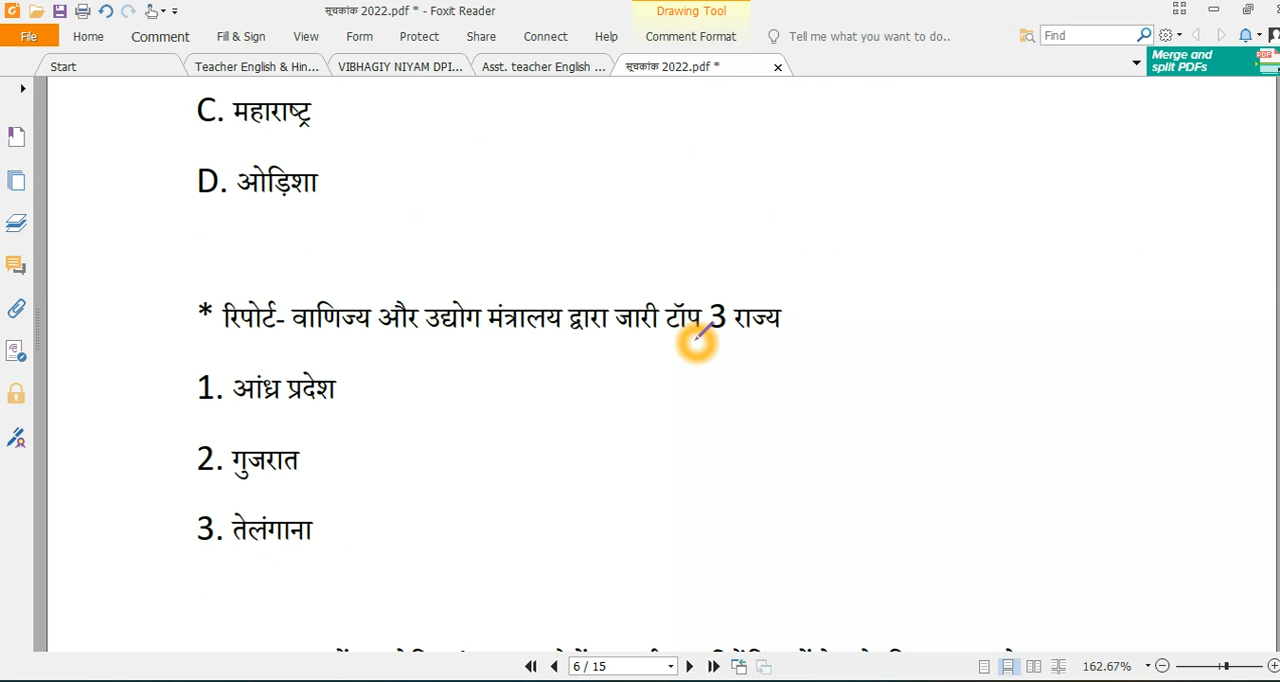 सूचकांक 2022.pdf * - Foxit Reader
Drawing Tool
File Home Comment Fill & Sign View Form Protect Share Connect Help Comment Format Tell me what you want to do.. Find
Start Teacher English & Hin... VIBHAGIY NIYAM DPI... Asst. teacher English ... सूचकांक 2022.pdf * Merge and split PDFs
C. महाराष्ट्र
D. ओड़िशा
* रिपोर्ट- वाणिज्य और उद्योग मंत्रालय द्वारा जारी टॉप 3 राज्य
1. आंध्र प्रदेश
2. गुजरात
3. तेलंगाना
6 / 15 162.67%